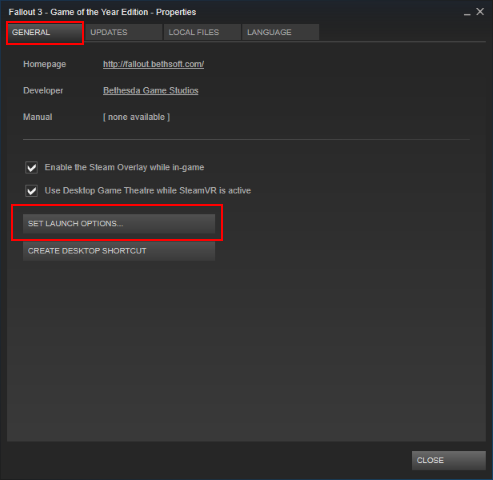 Fallout 3 - Game of the Year Edition - Properties
GENERAL UPDATES LOCAL FILES LANGUAGE
Homepage http://fallout.bethsoft.com/
Developer Bethesda Game Studios
Manual [ none available ]
Enable the Steam Overlay while in-game
Use Desktop Game Theatre while SteamVR is active
SET LAUNCH OPTIONS...
CREATE DESKTOP SHORTCUT
CLOSE